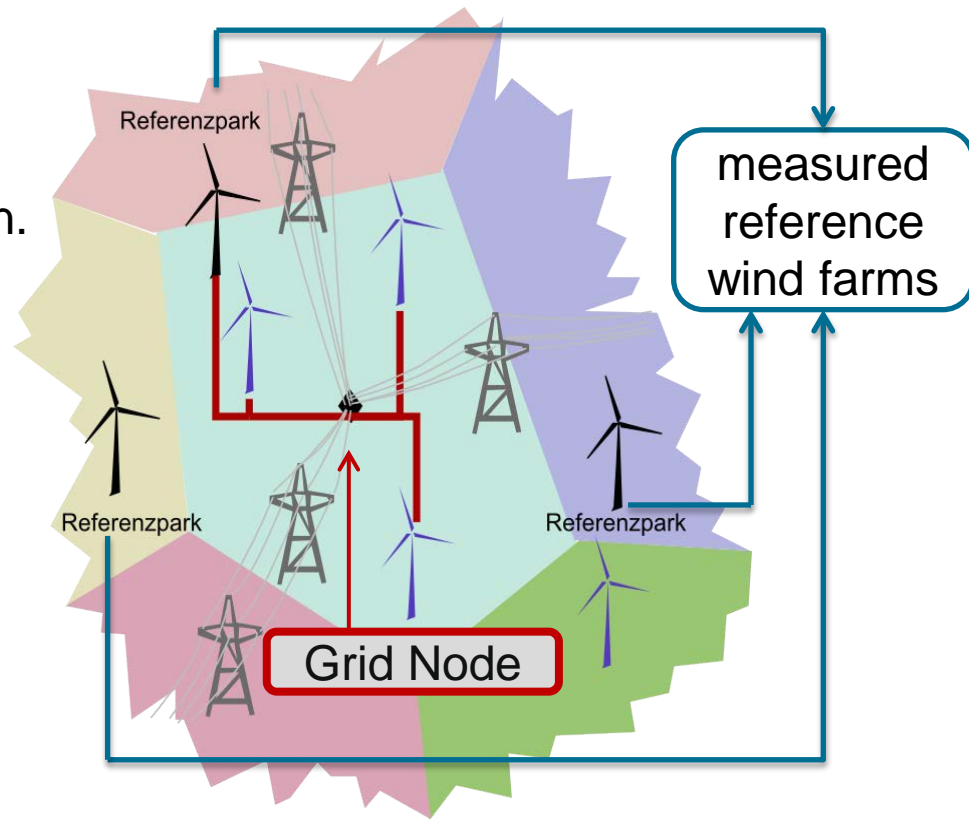 Referenzpark
n.
measured
reference
wind farms
Referenzpark
Referenzpark
Grid Node